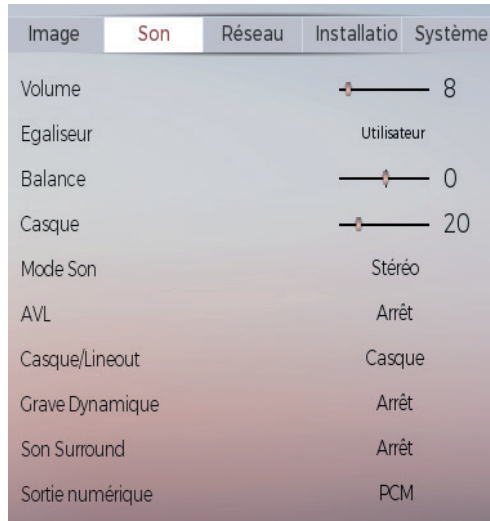 Image Son Réseau Installatio Système
Volume 8
Egaliseur Utilisateur
Balance 0
Casque 20
Mode Son Stéréo
AVL Arrêt
Casque/Lineout Casque
Grave Dynamique Arrêt
Son Surround Arrêt
Sortie numérique PCM